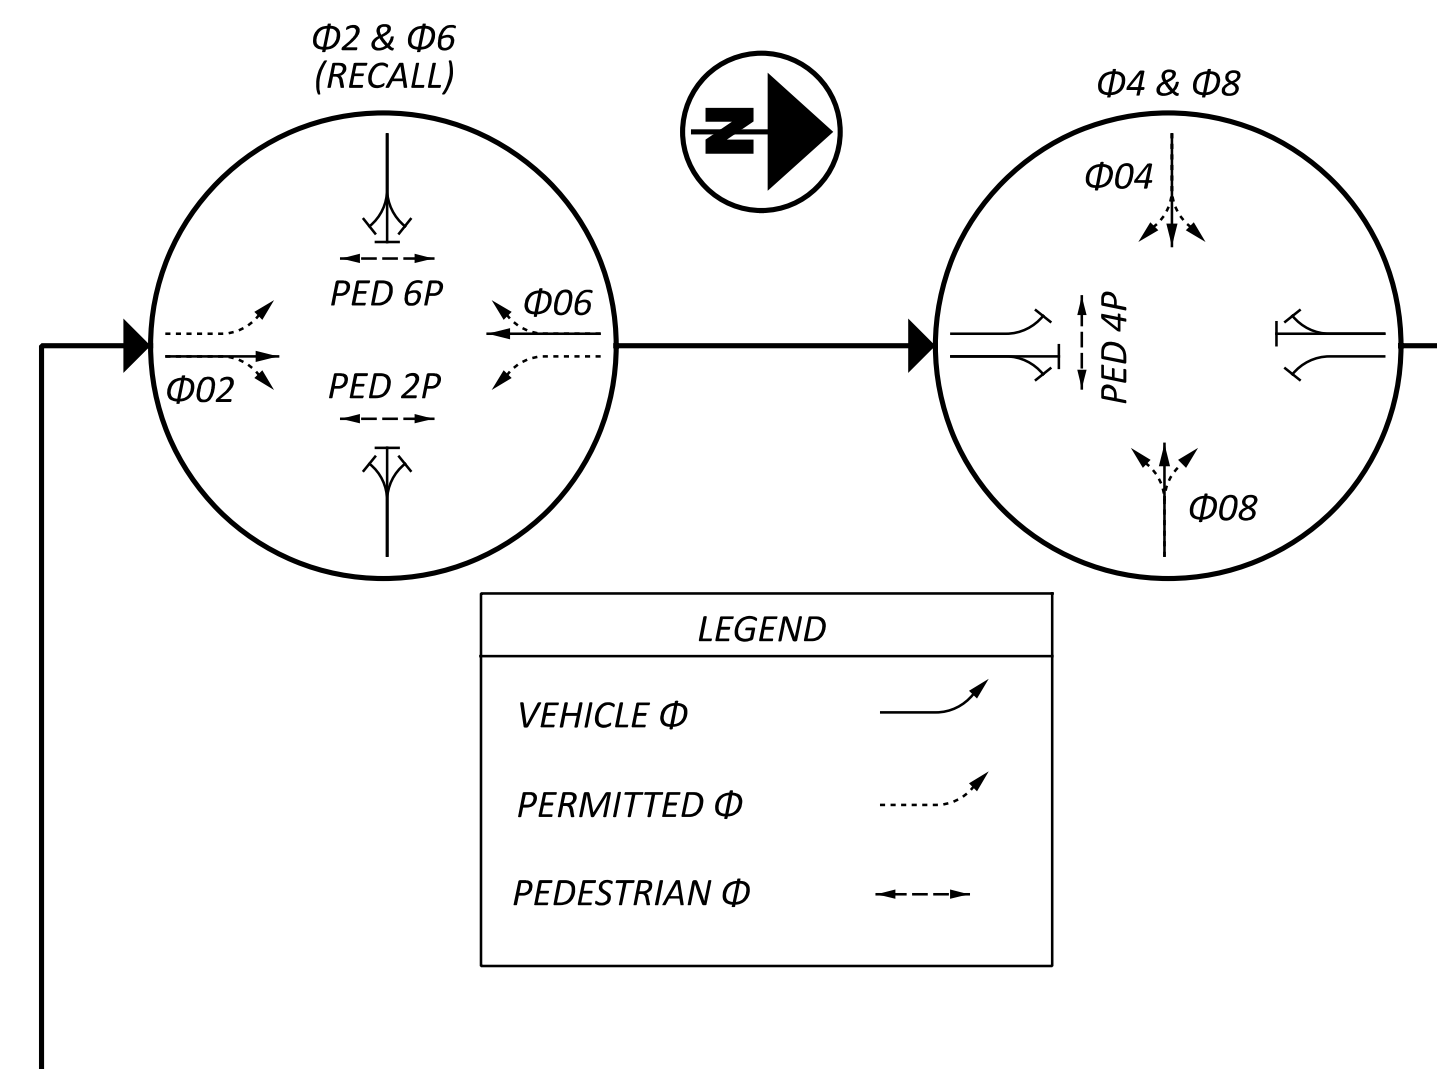 Φ2 & Φ6
(RECALL)
N
Φ4 & Φ8
Φ04
PED 6P
Φ06
PED 4P
Φ02
PED 2P
Φ08
LEGEND
VEHICLE Φ
PERMITTED Φ
PEDESTRIAN Φ